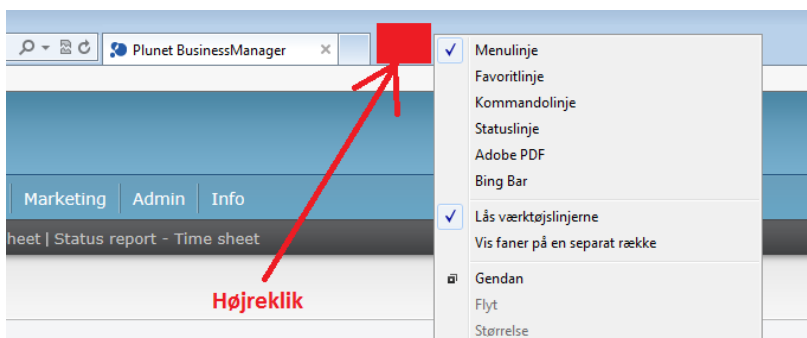 Plunet BusinessManager
Menulinje
Favoritlinje
Kommandolinje
Statuslinje
Adobe PDF
Bing Bar
Marketing Admin Info
Lås værktøjslinjerne
heet | Status report - Time sheet
Vis faner på en separat række
Gendan
Højreklik
Flyt
Størrelse